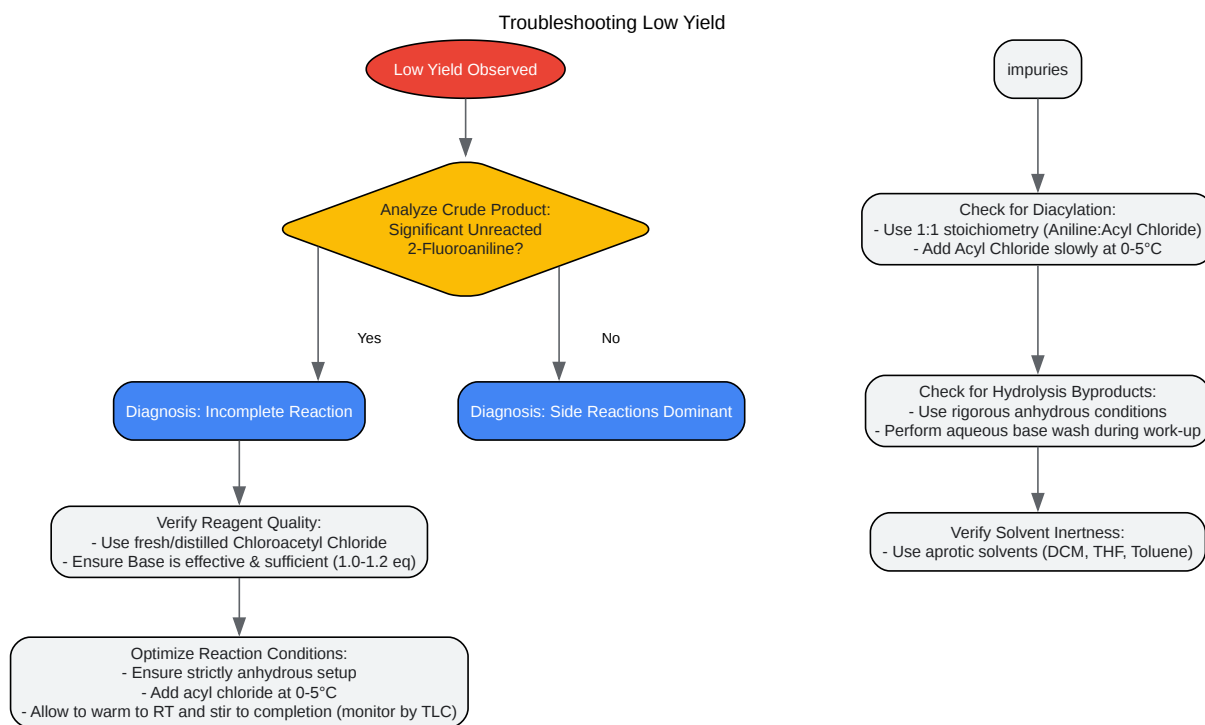 Troubleshooting Low Yield
Low Yield Observed
Analyze Crude Product:
Significant Unreacted
2-Fluoroaniline?
Yes
No
Diagnosis: Incomplete Reaction
Diagnosis: Side Reactions Dominant
Verify Reagent Quality:
- Use fresh/distilled Chloroacetyl Chloride
- Ensure Base is effective & sufficient (1.0-1.2 eq)
Optimize Reaction Conditions:
- Ensure strictly anhydrous setup
- Add acyl chloride at 0-5°C
- Allow to warm to RT and stir to completion (monitor by TLC)
impuries
Check for Diacylation:
- Use 1:1 stoichiometry (Aniline:Acyl Chloride)
- Add Acyl Chloride slowly at 0-5°C
Check for Hydrolysis Byproducts:
- Use rigorous anhydrous conditions
- Perform aqueous base wash during work-up
Verify Solvent Inertness:
- Use aprotic solvents (DCM, THF, Toluene)